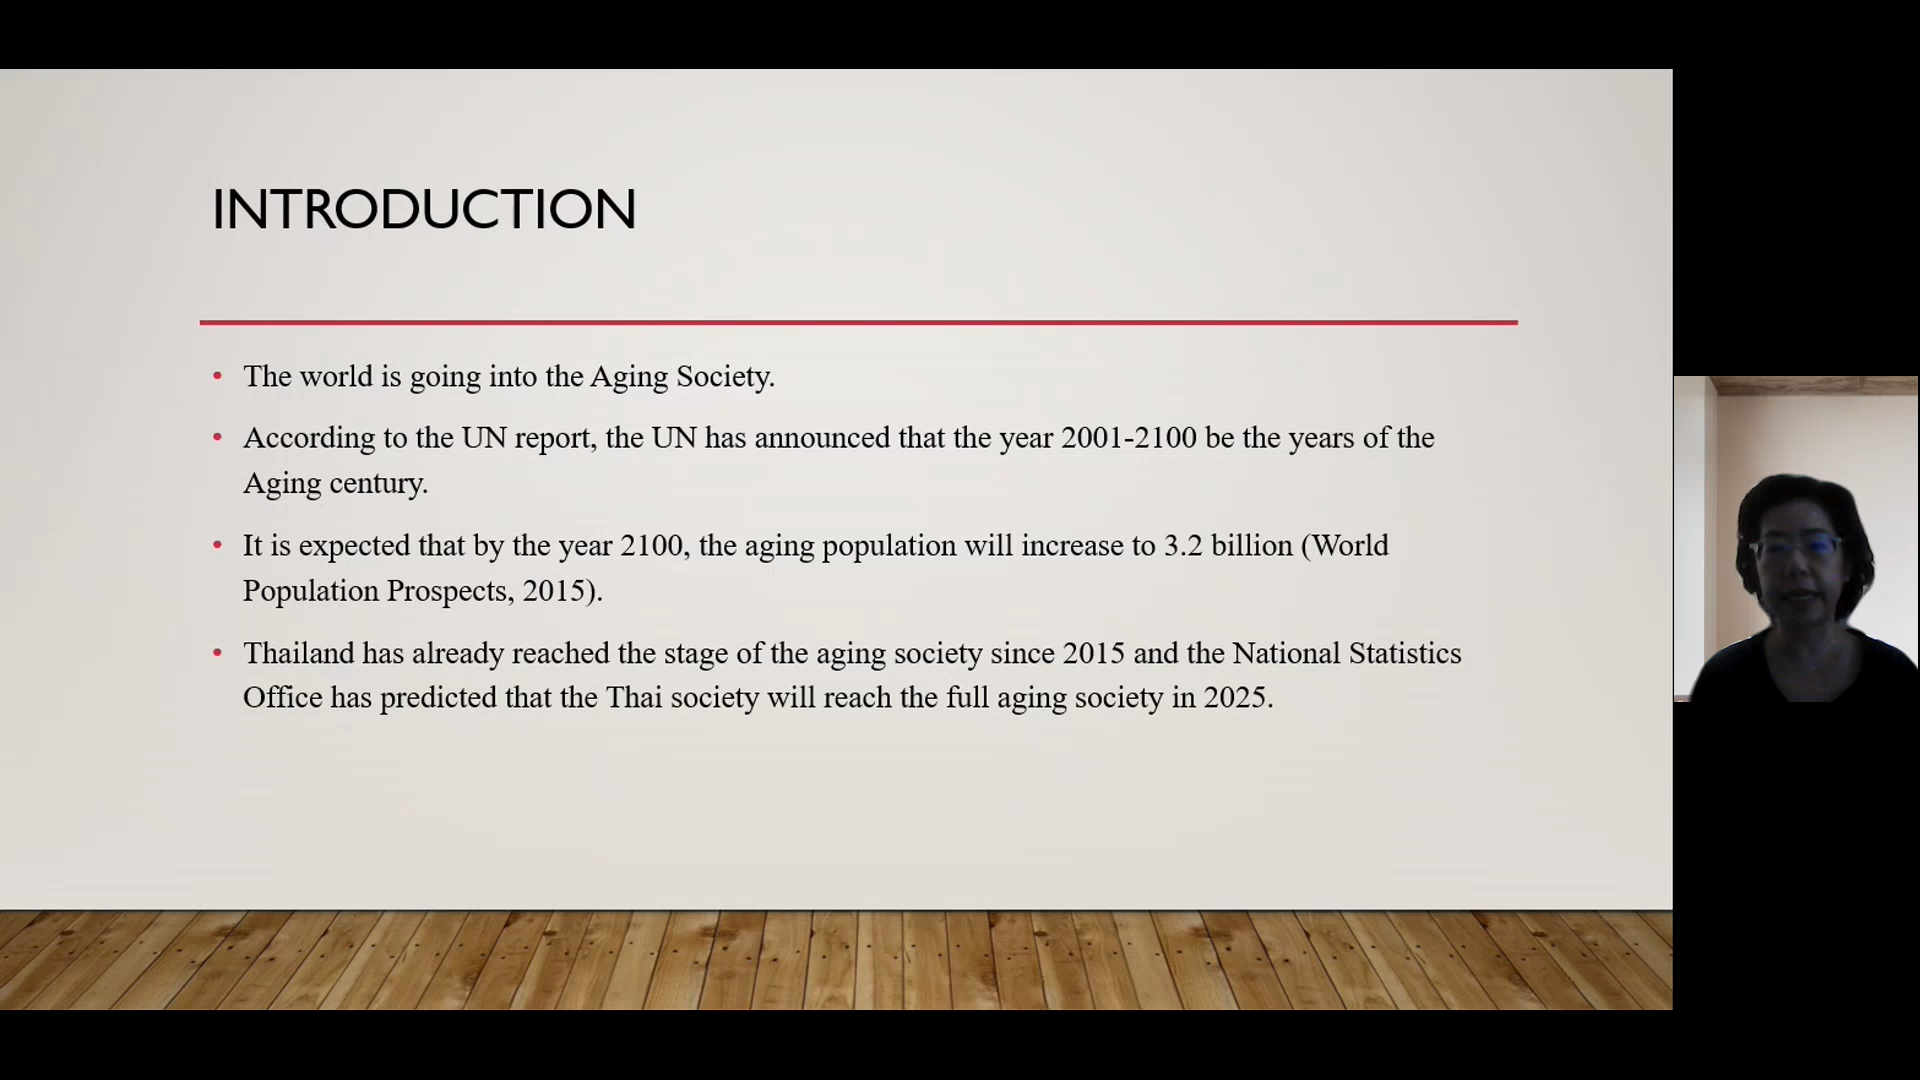 INTRODUCTION
• The world is going into the Aging Society.
• According to the UN report, the UN has announced that the year 2001-2100 be the years of the
Aging century.
• It is expected that by the year 2100, the aging population will increase to 3.2 billion (World
Population Prospects, 2015).
• Thailand has already reached the stage of the aging society since 2015 and the National Statistics
Office has predicted that the Thai society will reach the full aging society in 2025.